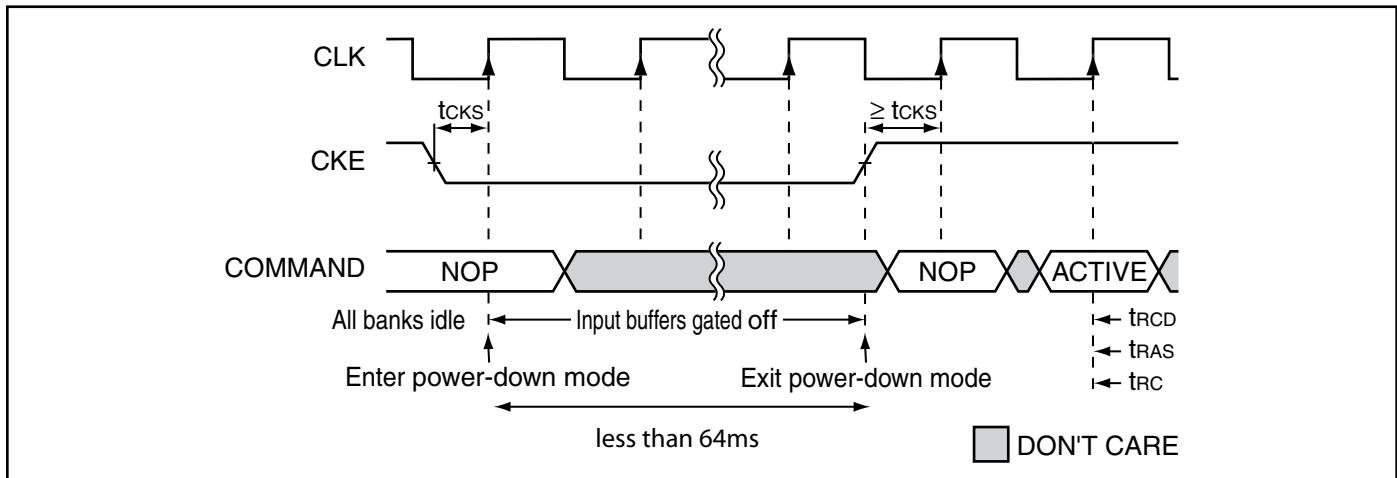 CLK
tCKS
≥ tCKS
CKE
COMMAND
NOP
NOP
ACTIVE
All banks idle
Input buffers gated off
tRCD
tRAS
tRC
Enter power-down mode
Exit power-down mode
less than 64ms
DON'T CARE